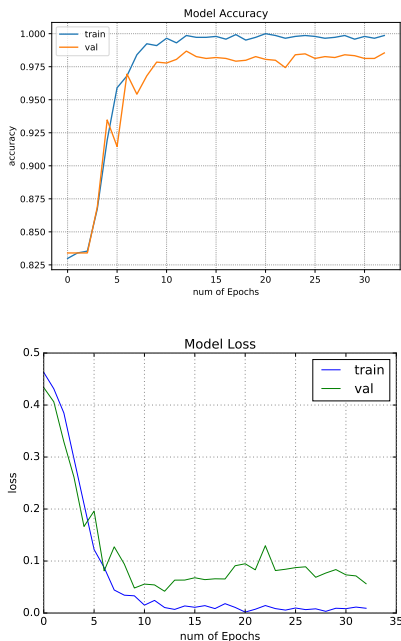 Model Accuracy
train
val
1.000
0.975
0.950
0.925
0.900
0.875
0.850
0.825
accuracy
0 5 10 15 20 25 30
num of Epochs
Model Loss
train
val
0.5
0.4
0.3
0.2
0.1
0.0
loss
0 5 10 15 20 25 30 35
num of Epochs